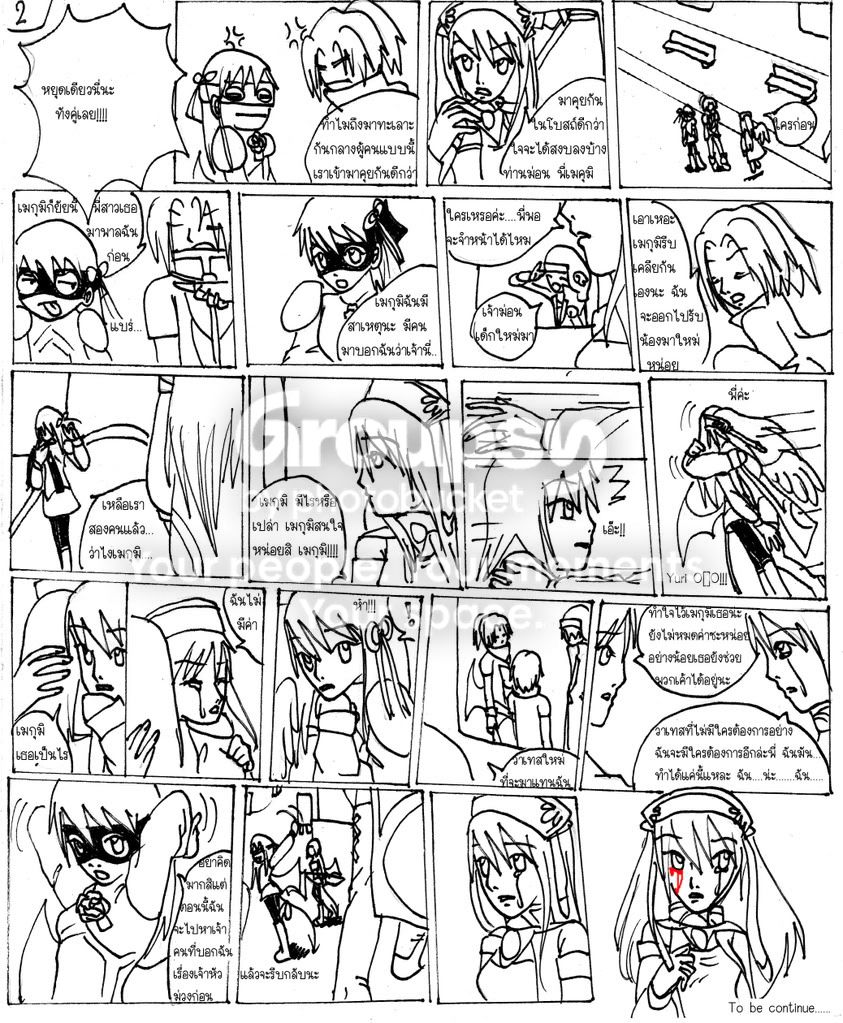 2
หยุดเดียวนี่นะ
ทังคู่เลย!!!!
ทำไมถึงมาทะเลาะ
กันกลางผู้คนแบบนี้
เราเข้ามาคุยกันดีกว่า
มาคุยกัน
ในโบสถ์ดีกว่า
ใจจะได้สงบลงบ้าง
ท่านม่อน พี่เมคุมิ
ใครก่อน
เมกุมิก็ยัยนี่
แบร่...
พี่สาวเธอ
มาพาลฉัน
ก่อน
เมกุมิฉันมี
สาเหตุนะ มีคน
มาบอกฉันว่าเจ้านี่..
ใครเหรอค่ะ....พี่พอ
จะจำหน้าได้ไหม
เจ้าม่อน
เด็กใหม่มา
เอาเหอะ
เมกุมิรีบ
เคลียกัน
เองนะ ฉัน
จะออกไปรับ
น้องมาใหม่
หน่อย
เหลือเรา
สองคนแล้ว...
ว่าไงเมกุมิ....
เมกุมิ มีไรหรือ
เปล่า เมกุมิสนใจ
หน่อยสิ เมกุมิ!!!!
เอ๊ะ!!
พี่ค่ะ
Yuri O[]O!!!
Groups
by photobucket
Your people. Your moments.
Your space.
เมกุมิ
เธอเป็นไร
ฉันไม่
มีค่า
ห๋า!!!
!
ว่าเทสใหม่
ที่จะมาแทนฉัน
ทำใจไว้เมกุมิเธอนะ
ยังไม่หมดค่าซะหน่อย
อย่างน้อยเธอยังช่วย
พวกเค้าได้อยู่นะ
ว่าเทสที่ไม่มีใครต้องการอย่าง
ฉันจะมีใครต้องการอีกล่ะพี่ ฉันมัน...
ทำได้แค่นี้แหละ ฉัน....น่ะ......ฉัน.....
อย่าคิด
มากสิแต่
ตอนนี้ฉัน
จะไปหาเจ้า
คนที่บอกฉัน
เรื่องเจ้าหัว
ม่วงก่อน
แล้วจะรีบกลับนะ
To be continue......